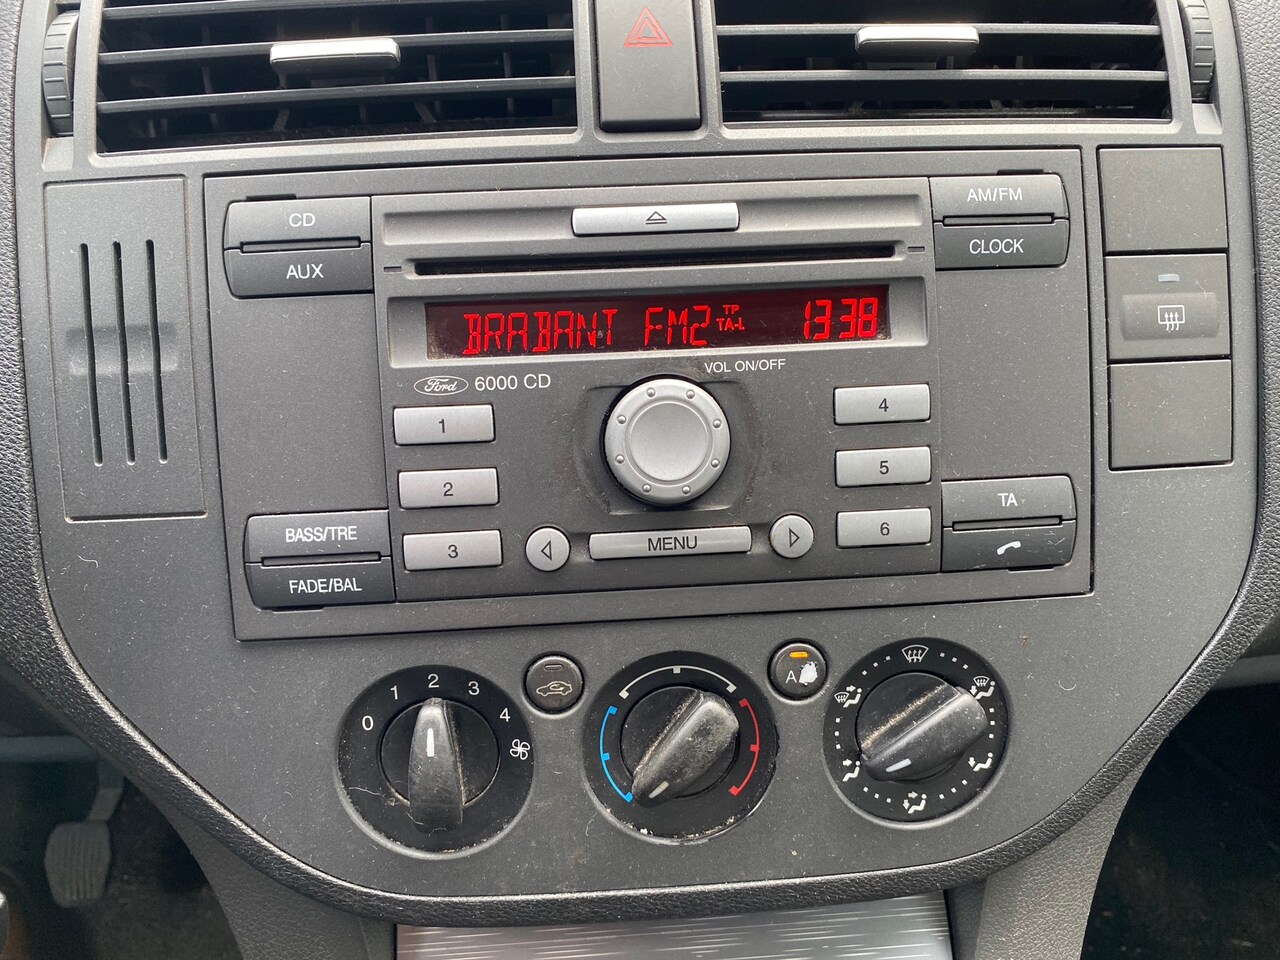 CD
AUX
AM/FM
CLOCK
BRABANT FM2 TP TA-L 13 38
VOL ON/OFF
Ford 6000 CD
1
2
3
4
5
6
MENU
BASS/TRE
FADE/BAL
TA
0 1 2 3 4
A